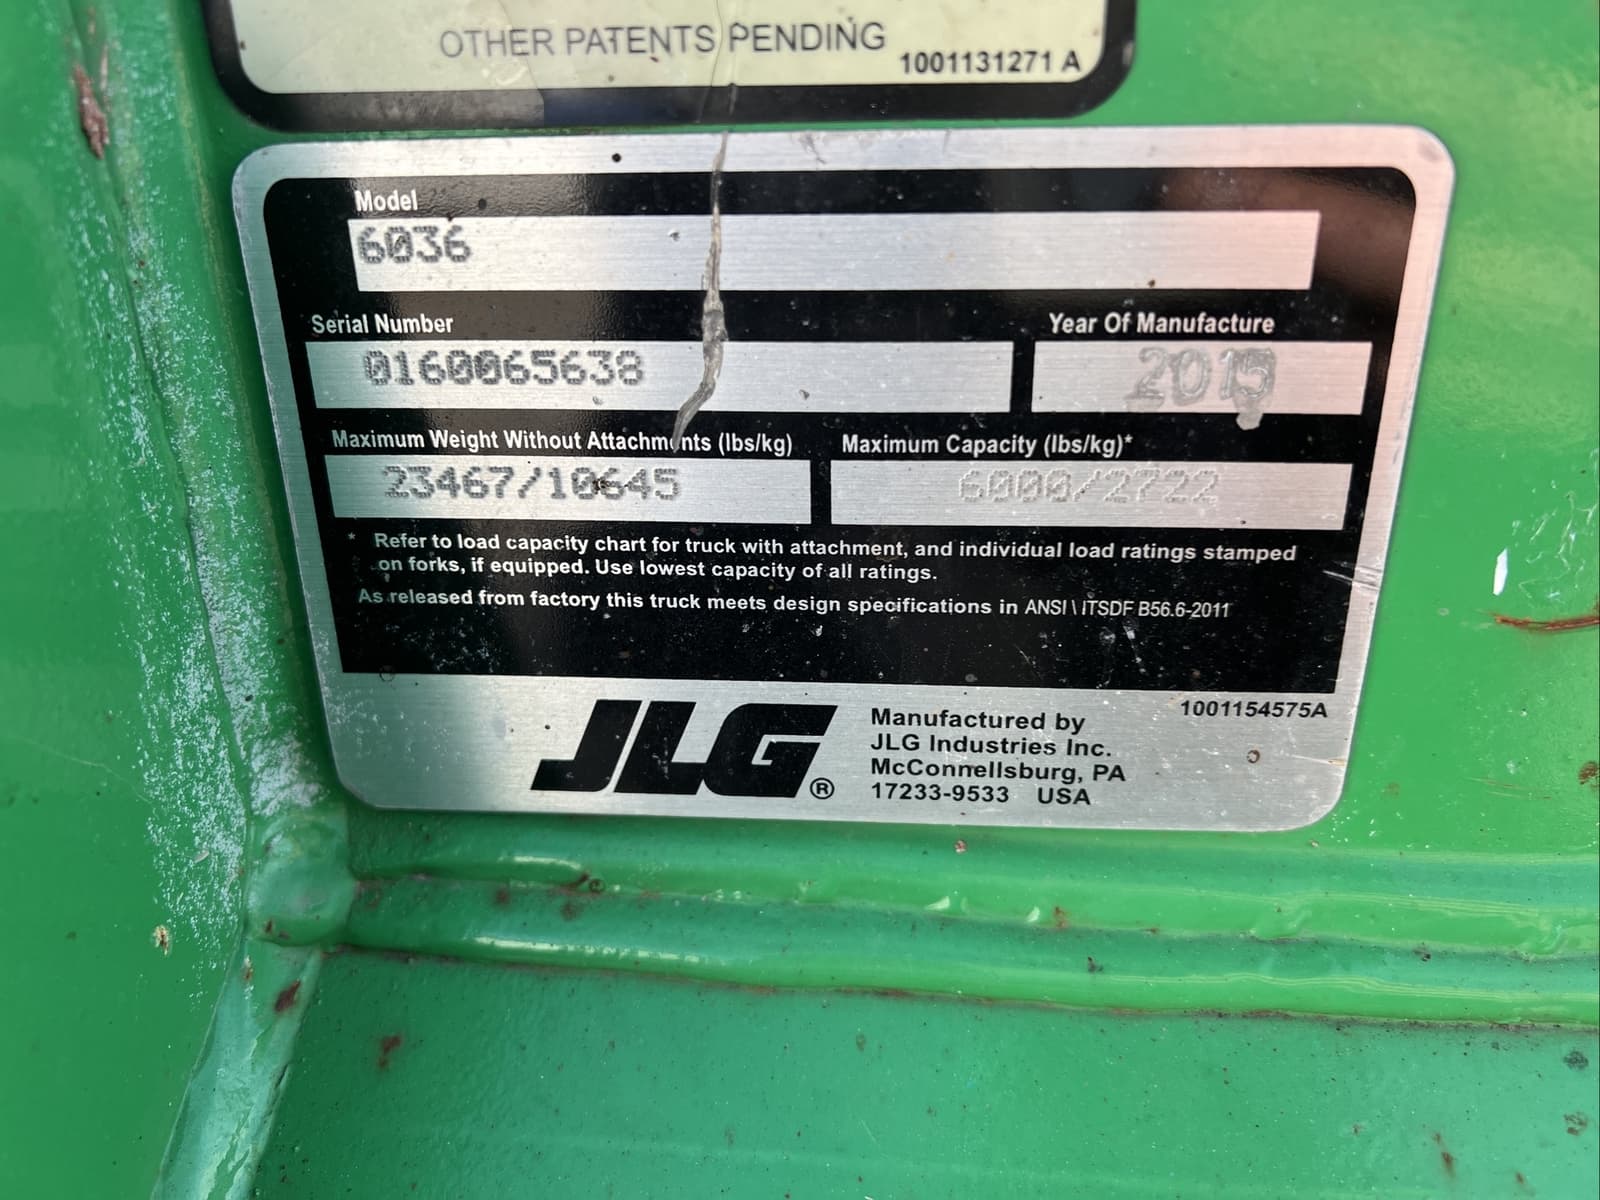 OTHER PATENTS PENDING
1001131271 A
Model
6036
Serial Number
Year Of Manufacture
0160065638
Maximum Weight Without Attachments (lbs/kg)
Maximum Capacity (lbs/kg)*
23467/10645
6000/2722
* Refer to load capacity chart for truck with attachment, and individual load ratings stamped
on forks, if equipped. Use lowest capacity of all ratings.
As released from factory this truck meets design specifications in ANSI \ ITSDF B56.6-2011
1001154575A
JLG®
Manufactured by
JLG Industries Inc.
McConnellsburg, PA
17233-9533 USA